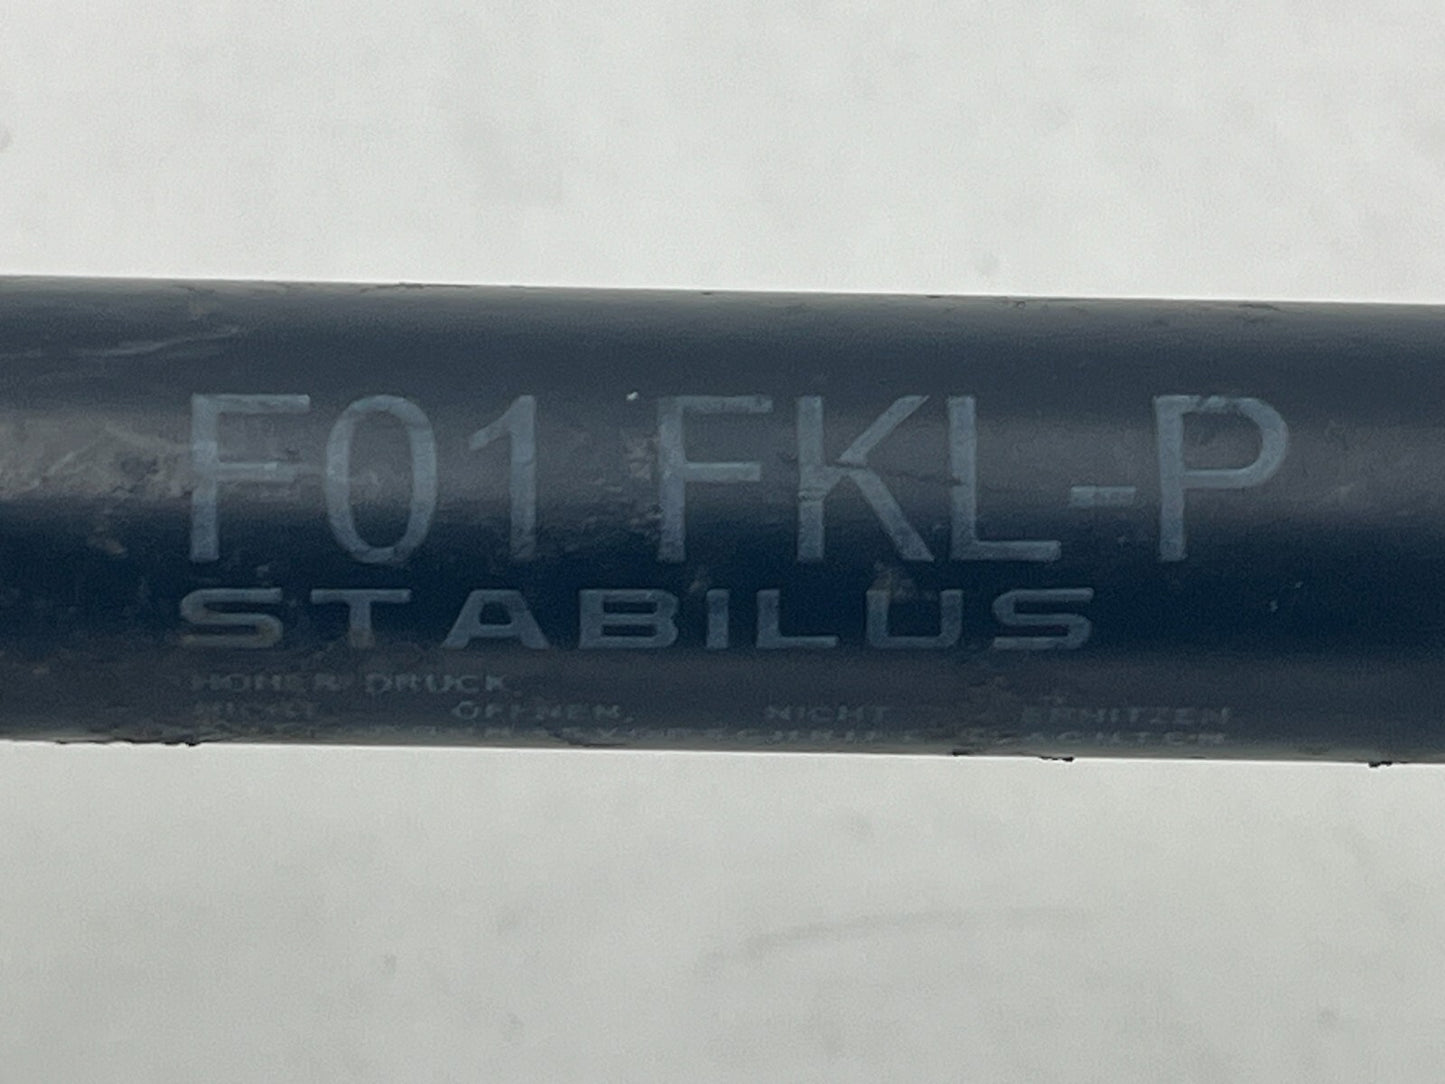 F01 FKL-P
STABILUS
HOHER DRUCK.
NICHT ÖFFNEN, NICHT ERHITZEN